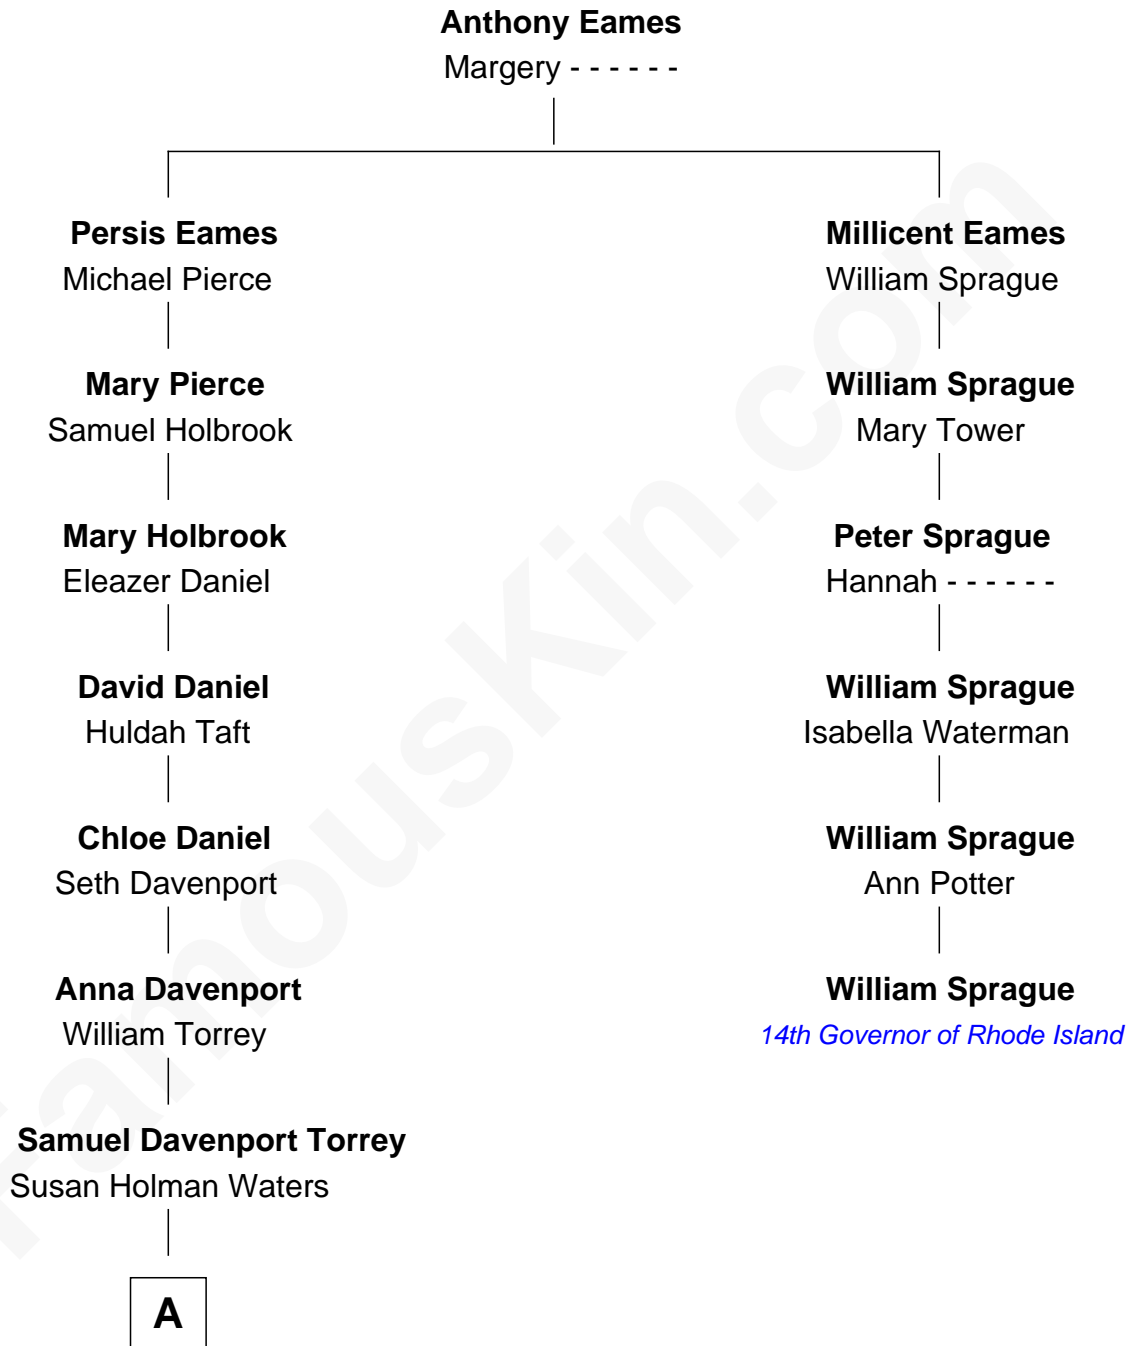 Anthony Eames
Margery - - - - - -
Persis Eames
Michael Pierce
Millicent Eames
William Sprague
Mary Pierce
Samuel Holbrook
William Sprague
Mary Tower
Mary Holbrook
Eleazer Daniel
Peter Sprague
Hannah - - - - - -
David Daniel
Huldah Taft
William Sprague
Isabella Waterman
Chloe Daniel
Seth Davenport
William Sprague
Ann Potter
Anna Davenport
William Torrey
William Sprague
14th Governor of Rhode Island
Samuel Davenport Torrey
Susan Holman Waters
A
FamousKin.com